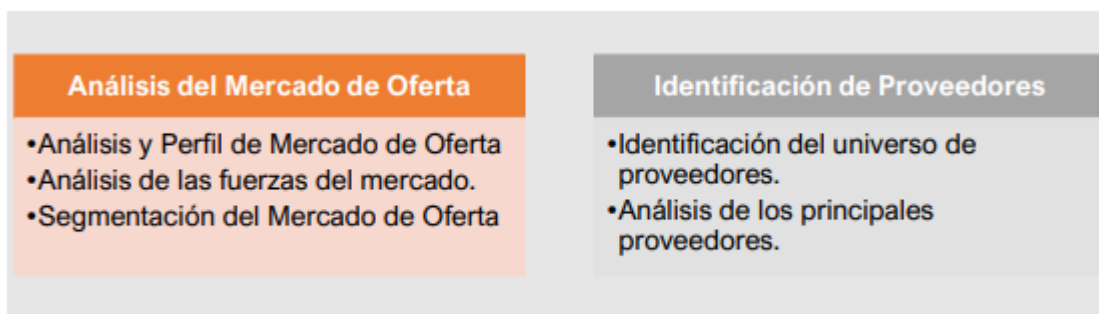 Análisis del Mercado de Oferta
•Análisis y Perfil de Mercado de Oferta
•Análisis de las fuerzas del mercado.
•Segmentación del Mercado de Oferta
Identificación de Proveedores
•Identificación del universo de
proveedores.
•Análisis de los principales
proveedores.